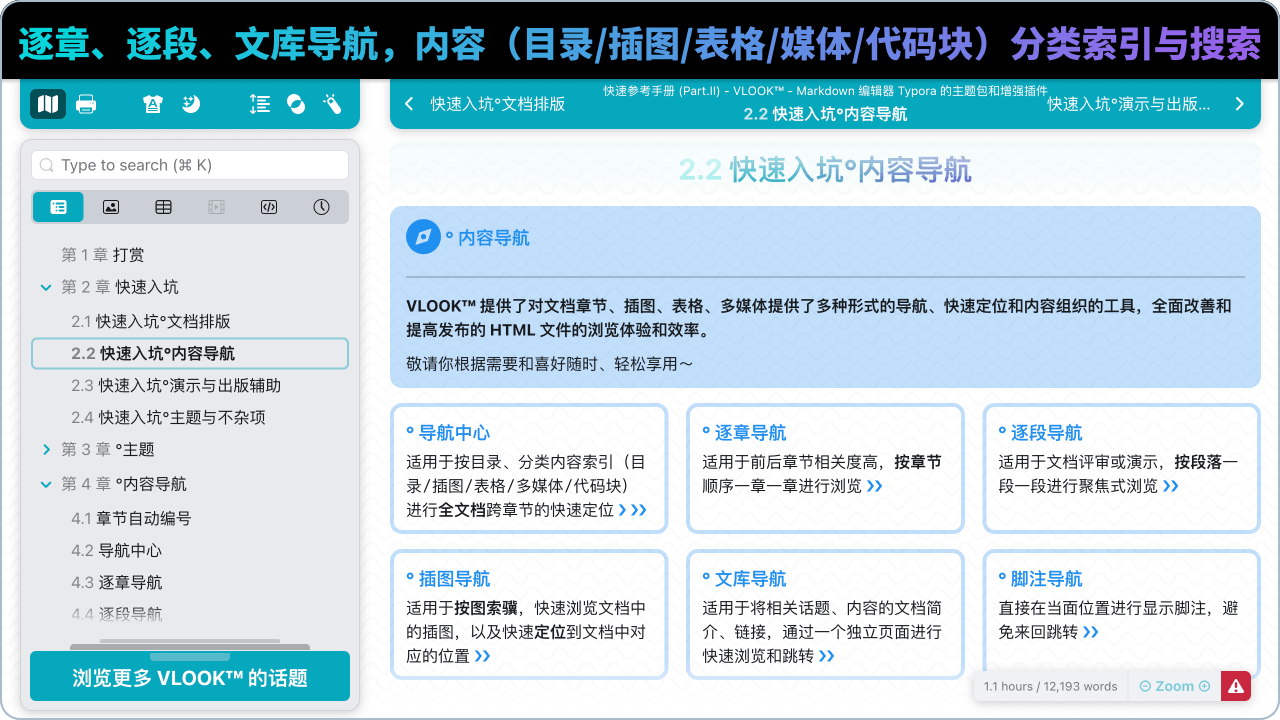 逐章、逐段、文库导航，内容（目录/插图/表格/媒体/代码块）分类索引与搜索
快速入坑°文档排版
快速参考手册 (Part.II) - VLOOK™ - Markdown 编辑器 Typora 的主题包和增强插件
2.2 快速入坑°内容导航
快速入坑°演示与出版...
Type to search (⌘ K)
第 1 章 打赏
第 2 章 快速入坑
2.1 快速入坑°文档排版
2.2 快速入坑°内容导航
2.3 快速入坑°演示与出版辅助
2.4 快速入坑°主题与不杂项
第 3 章 °主题
第 4 章 °内容导航
4.1 章节自动编号
4.2 导航中心
4.3 逐章导航
4.4 逐段导航
浏览更多 VLOOK™ 的话题
2.2 快速入坑°内容导航
° 内容导航
VLOOK™ 提供了对文档章节、插图、表格、多媒体提供了多种形式的导航、快速定位和内容组织的工具，全面改善和
提高发布的 HTML 文件的浏览体验和效率。
敬请你根据需要和喜好随时、轻松享用～
° 导航中心
适用于按目录、分类内容索引（目
录/插图/表格/多媒体/代码块）
进行全文档跨章节的快速定位 › »
° 逐章导航
适用于前后章节相关度高，按章节
顺序一章一章进行浏览 »
° 逐段导航
适用于文档评审或演示，按段落一
段一段进行聚焦式浏览 »
° 插图导航
适用于按图索骥，快速浏览文档中
的插图，以及快速定位到文档中对
应的位置 »
° 文库导航
适用于将相关话题、内容的文档简
介、链接，通过一个独立页面进行
快速浏览和跳转 »
° 脚注导航
直接在当面位置进行显示脚注，避
免来回跳转 »
1.1 hours / 12,193 words
Zoom